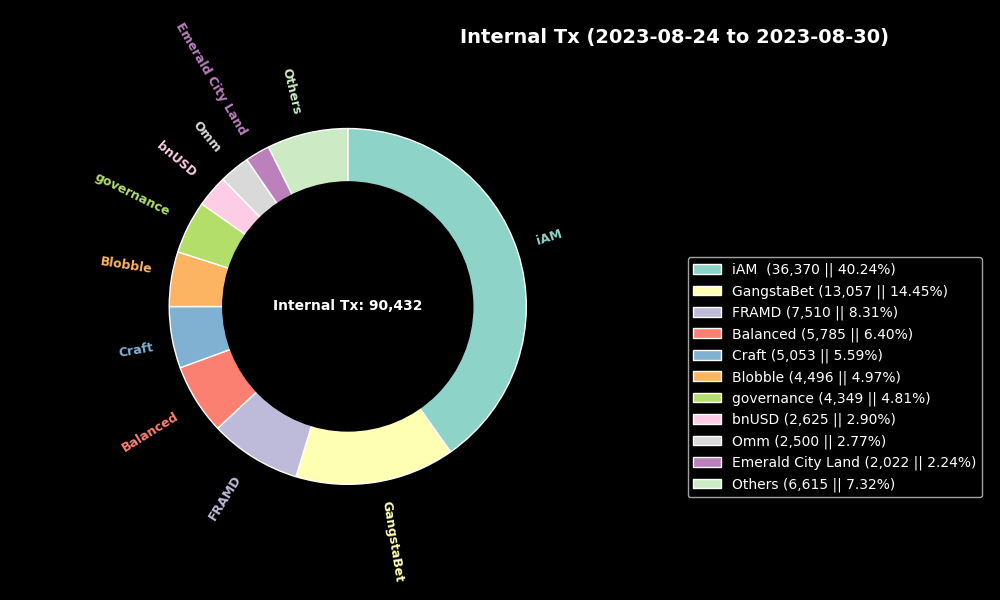 Internal Tx (2023-08-24 to 2023-08-30)
Emerald City Land
Others
Omm
bnUSD
governance
iAM
Blobble
Internal Tx: 90,432
Craft
Balanced
FRAMD
GangstaBet
iAM  (36,370 || 40.24%)
GangstaBet (13,057 || 14.45%)
FRAMD (7,510 || 8.31%)
Balanced (5,785 || 6.40%)
Craft (5,053 || 5.59%)
Blobble (4,496 || 4.97%)
governance (4,349 || 4.81%)
bnUSD (2,625 || 2.90%)
Omm (2,500 || 2.77%)
Emerald City Land (2,022 || 2.24%)
Others (6,615 || 7.32%)